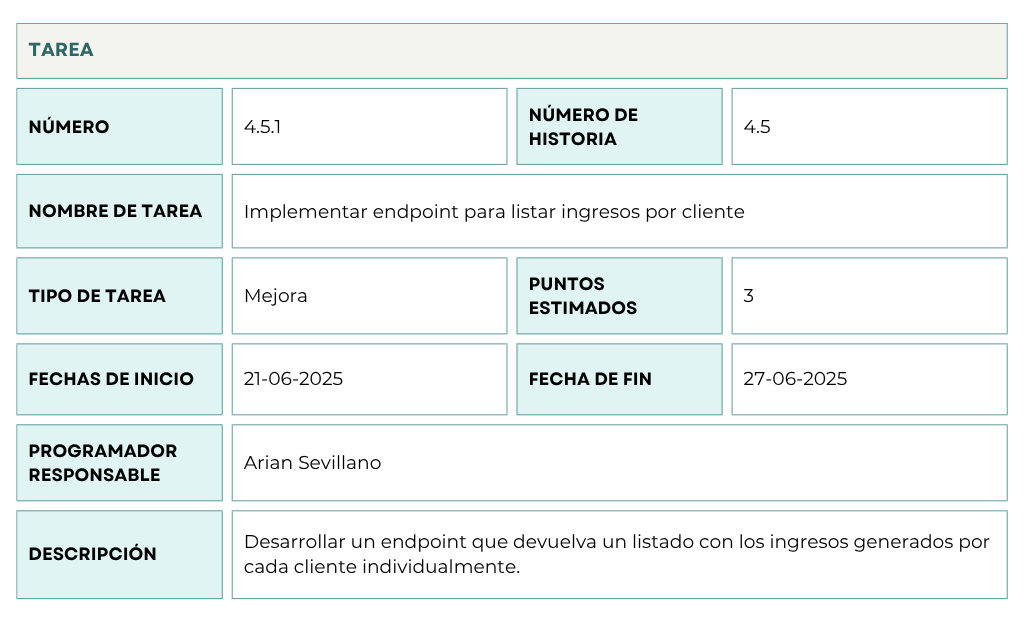 TAREA
NÚMERO
4.5.1
NÚMERO DE
HISTORIA
4.5
NOMBRE DE TAREA
Implementar endpoint para listar ingresos por cliente
TIPO DE TAREA
Mejora
PUNTOS
ESTIMADOS
3
FECHAS DE INICIO
21-06-2025
FECHA DE FIN
27-06-2025
PROGRAMADOR
RESPONSABLE
Arian Sevillano
DESCRIPCIÓN
Desarrollar un endpoint que devuelva un listado con los ingresos generados por
cada cliente individualmente.